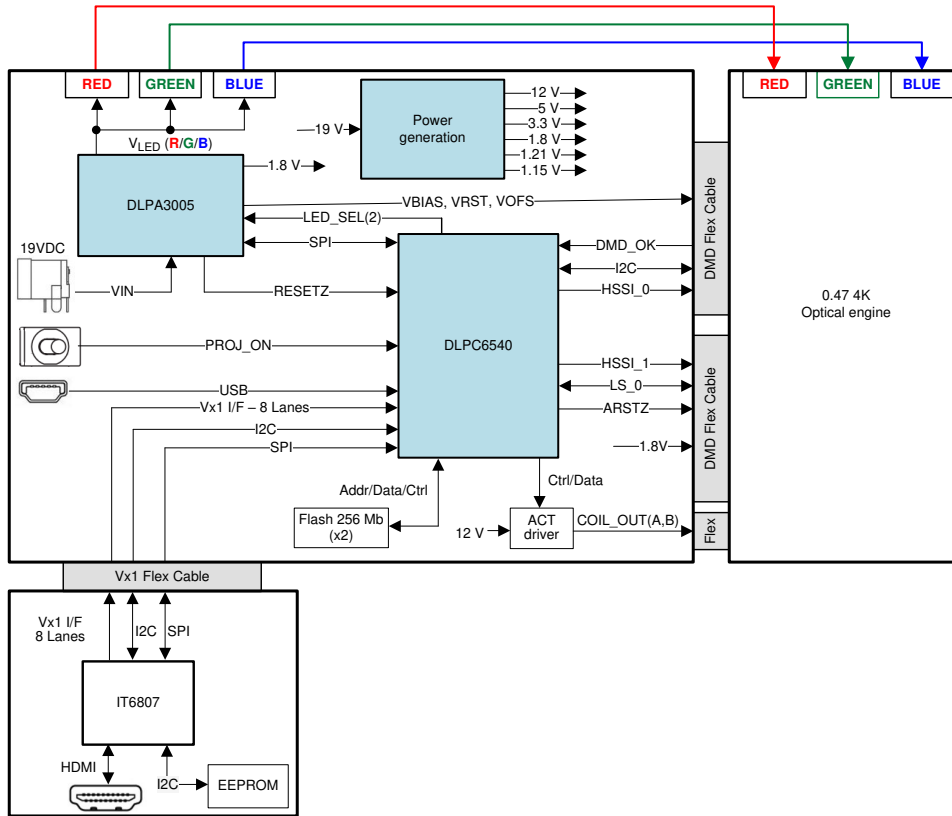 RED
GREEN
BLUE
RED
GREEN
BLUE
VLED (R/G/B)
19 V
Power
generation
12 V
5 V
3.3 V
1.8 V
1.21 V
1.15 V
1.8 V
DLPA3005
VBIAS, VRST, VOFS
LED_SEL(2)
SPI
19VDC
VIN
RESETZ
PROJ_ON
USB
Vx1 I/F – 8 Lanes
I2C
SPI
DLPC6540
DMD_OK
I2C
HSSI_0
HSSI_1
LS_0
ARSTZ
1.8V
DMD Flex Cable
DMD Flex Cable
Flex
0.47 4K
Optical engine
Addr/Data/Ctrl
Ctrl/Data
Flash 256 Mb
(x2)
12 V
ACT
driver
COIL_OUT(A,B)
Vx1 Flex Cable
Vx1 I/F
8 Lanes
I2C
SPI
IT6807
HDMI
I2C
EEPROM